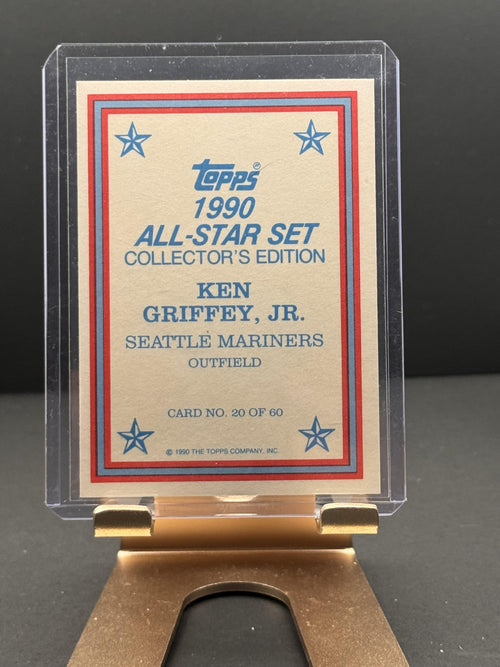 Topps®
1990
ALL-STAR SET
COLLECTOR'S EDITION
KEN
GRIFFEY, JR.
SEATTLE MARINERS
OUTFIELD
CARD NO. 20 OF 60
© 1990 THE TOPPS COMPANY, INC.